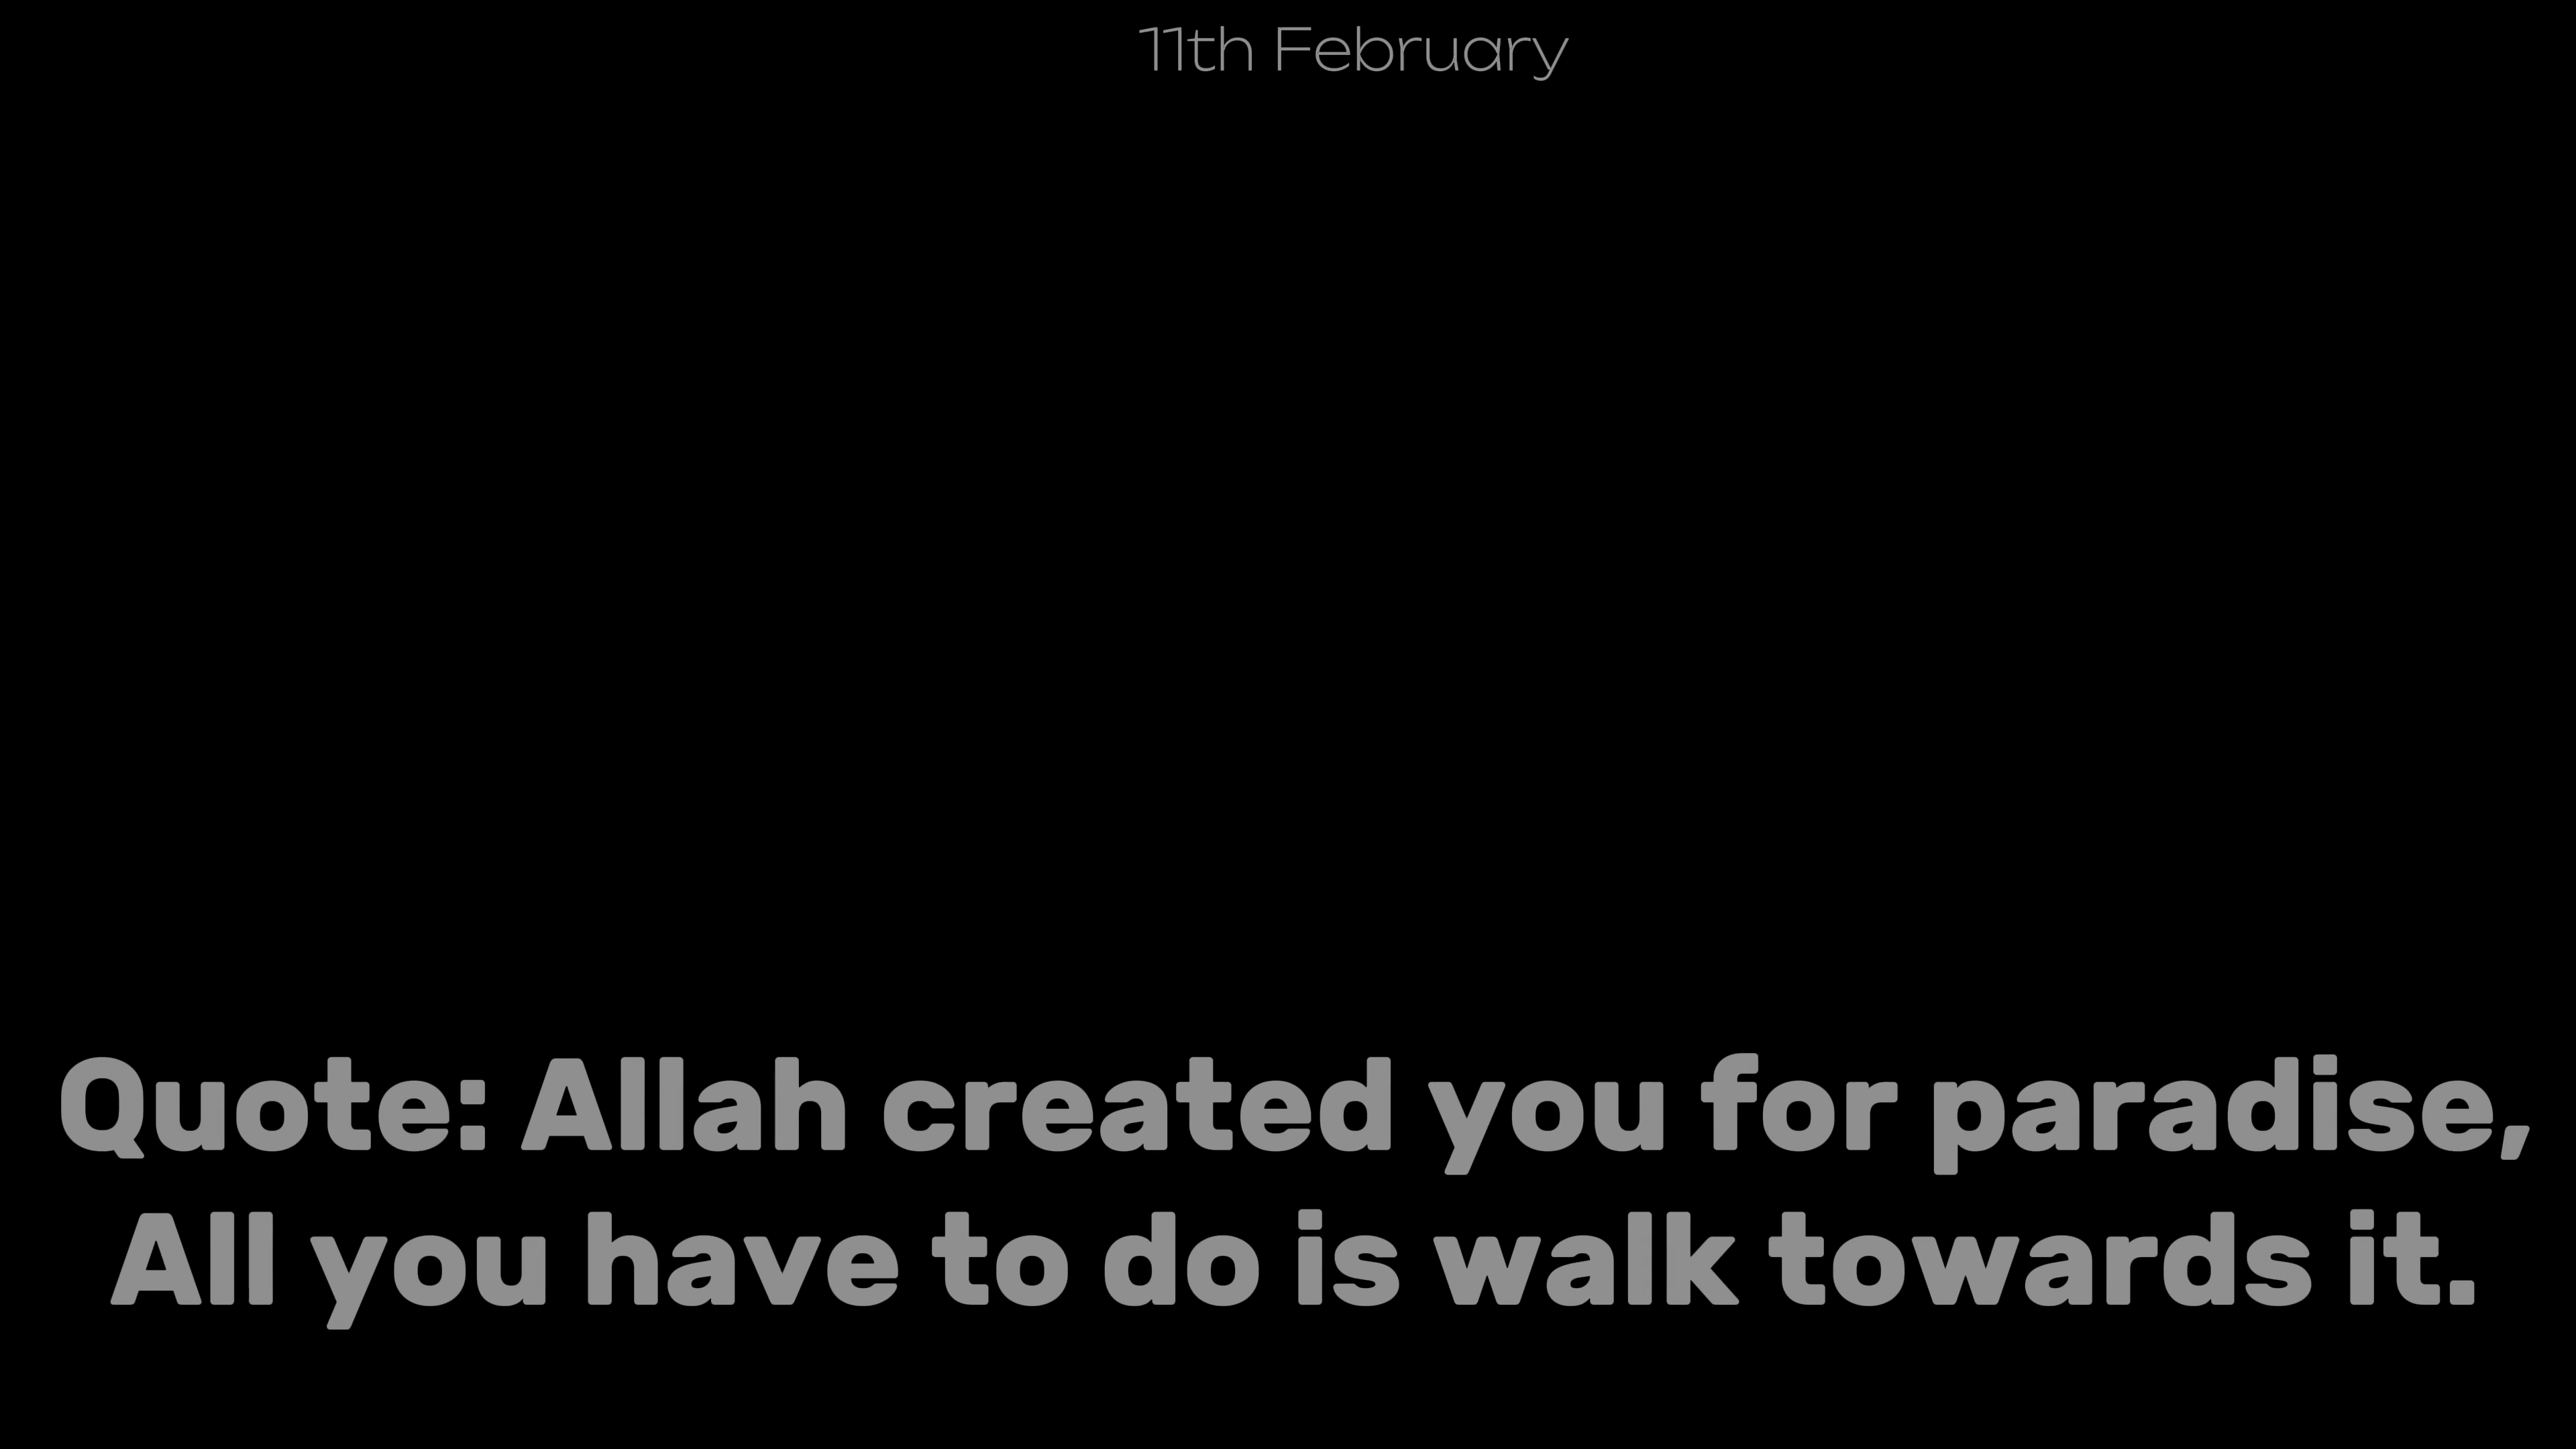 11th February
Quote: Allah created you for paradise,
All you have to do is walk towards it.